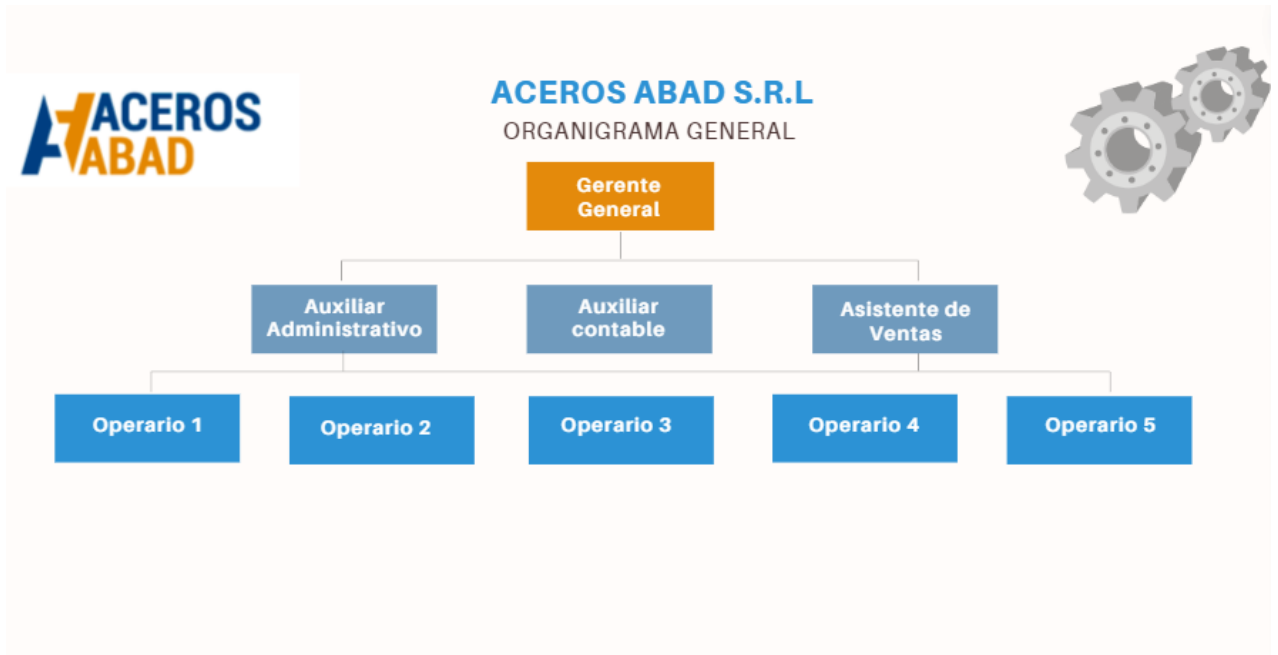 ACEROS
ABAD
ACEROS ABAD S.R.L
ORGANIGRAMA GENERAL
Gerente
General
Auxiliar
Administrativo
Auxiliar
contable
Asistente de
Ventas
Operario 1
Operario 2
Operario 3
Operario 4
Operario 5